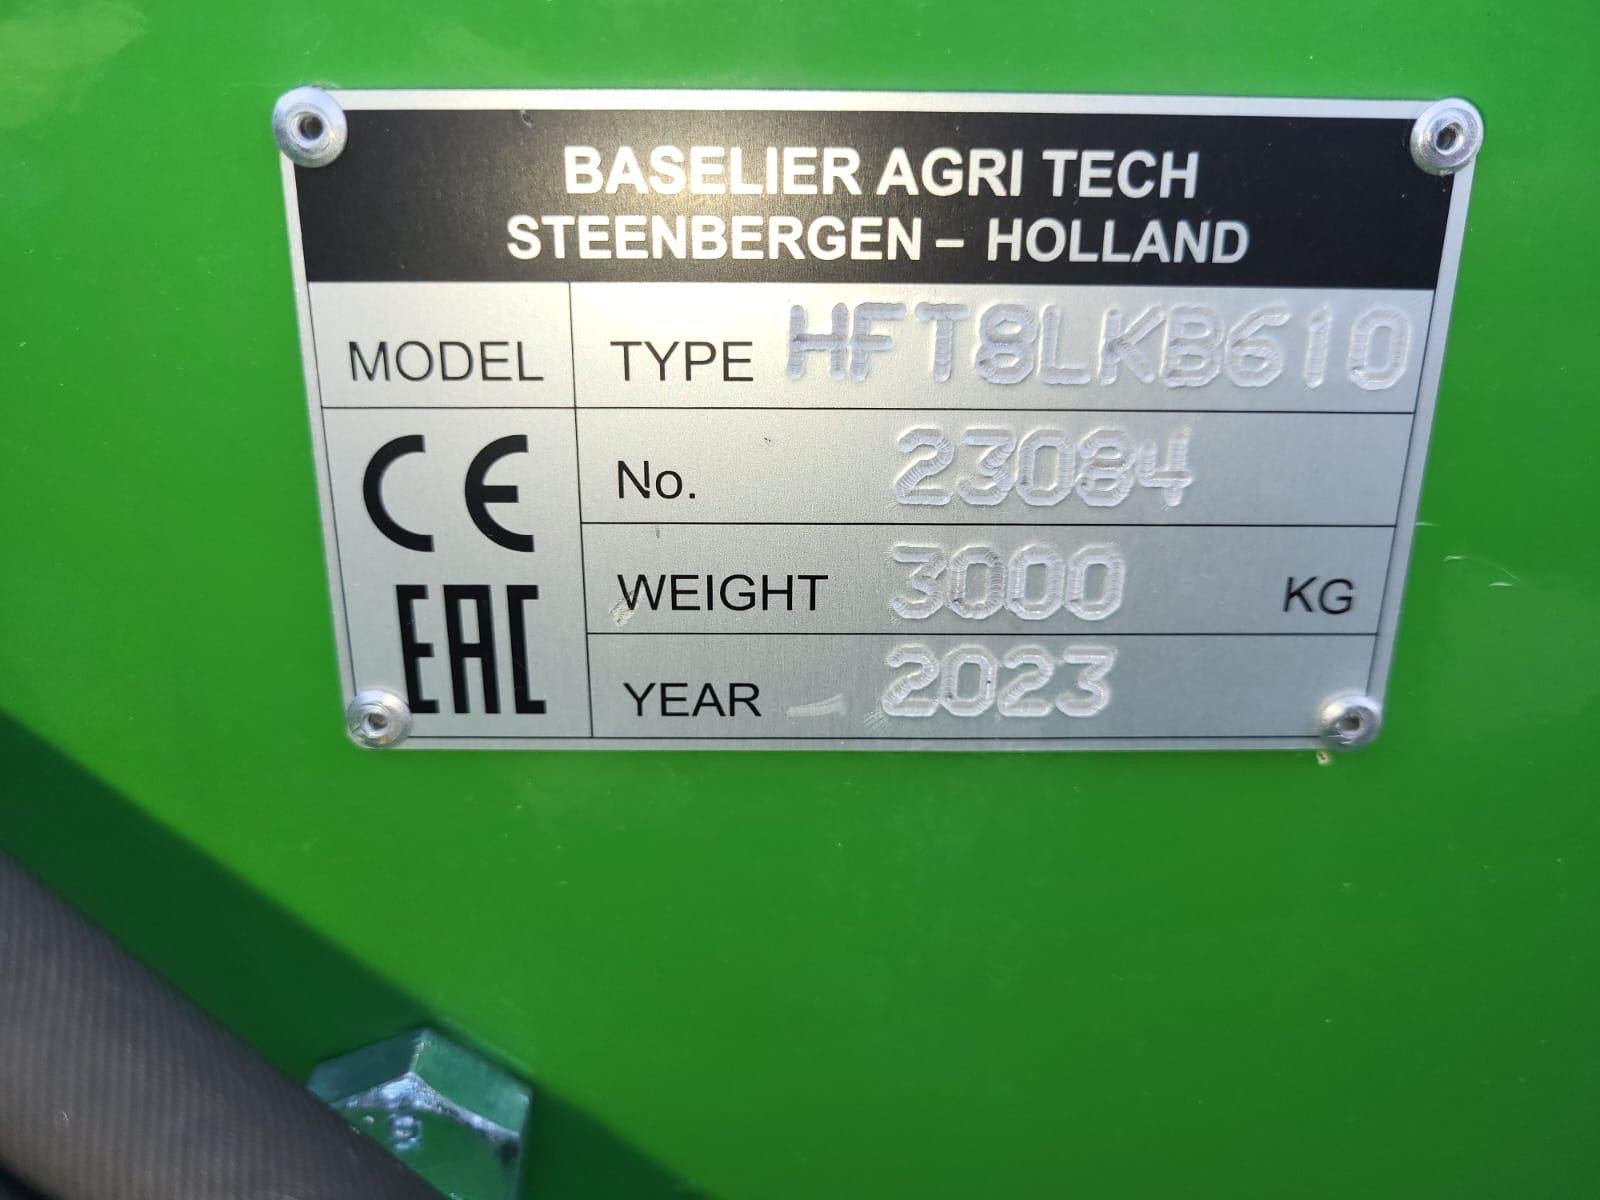 BASELIER AGRI TECH
STEENBERGEN – HOLLAND
MODEL TYPE HFT8LKB610
CE No. 23084
WEIGHT 3000 KG
EAC YEAR 2023